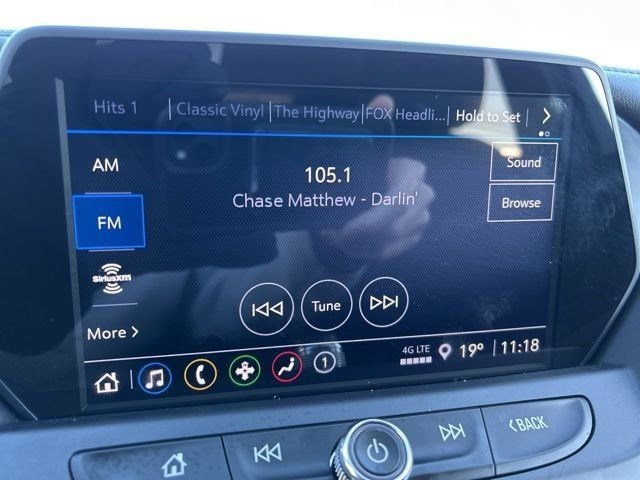 Hits 1 | Classic Vinyl | The Highway | FOX Headli... | Hold to Set | >
AM
105.1
Sound
Chase Matthew - Darlin'
FM
Browse
SiriusXM
Tune
More >
4G LTE 19° | 11:18
1
<BACK